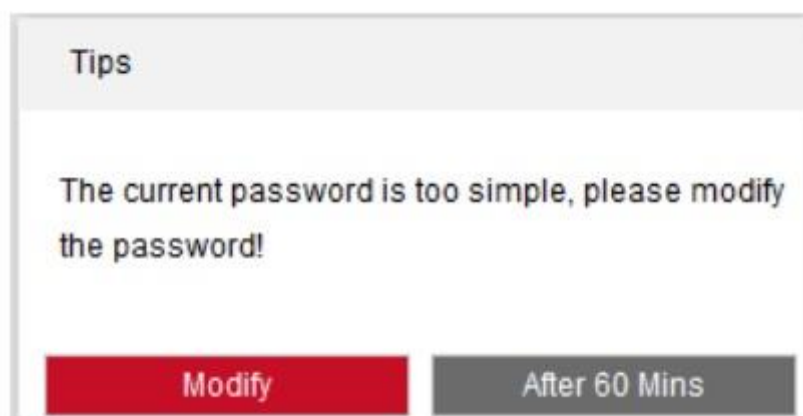 Tips
The current password is too simple, please modify
the password!
Modify
After 60 Mins